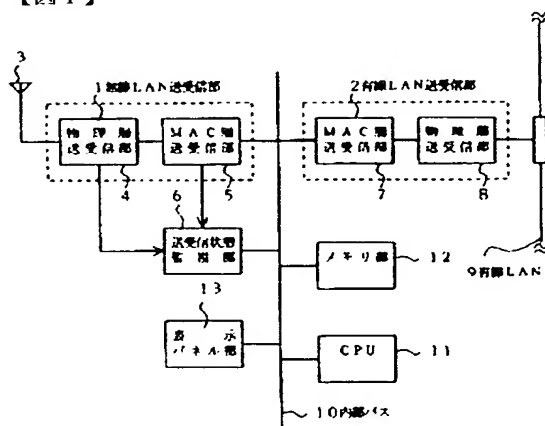 【図1】
3
1無線LAN送受信部
2有線LAN送受信部
物理層
送受信部
MAC層
送受信部
MAC層
送受信部
物理層
送受信部
4
5
7
8
6
送受信状態
監視部
メモリ部
12
9有線LAN
13
表示
パネル部
CPU
11
10内部バス